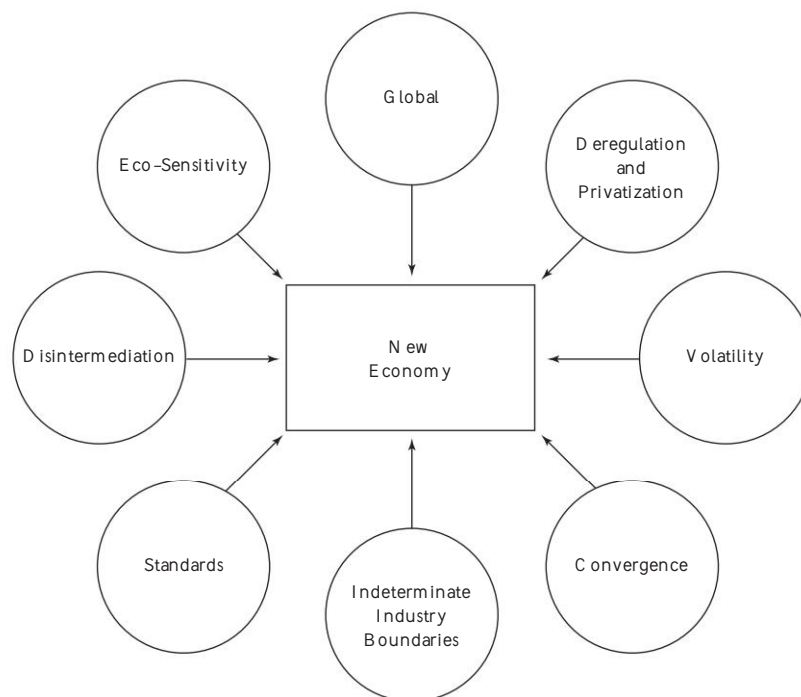 Global
Deregulation
and
Privatization
Eco-Sensitivity
New
Economy
Disintermediation
Volatility
Standards
Convergence
Indeterminate
Industry
Boundaries